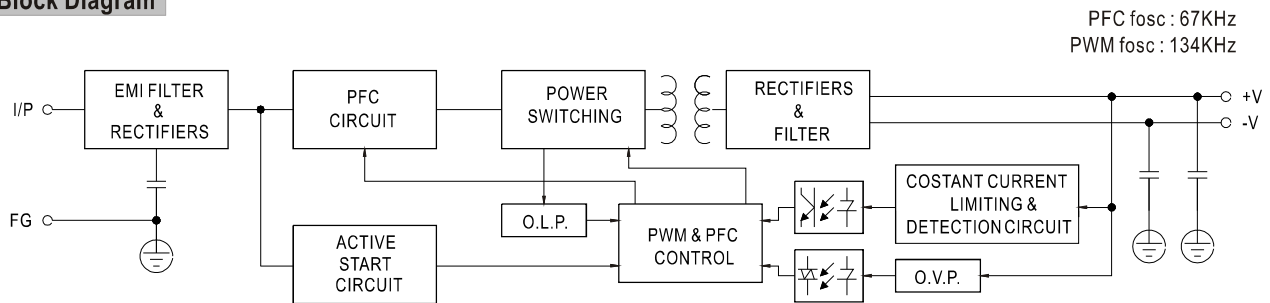 Block Diagram
PFC fosc : 67KHz
PWM fosc : 134KHz
I/P
EMI FILTER
&
RECTIFIERS
PFC
CIRCUIT
POWER
SWITCHING
RECTIFIERS
&
FILTER
+V
-V
FG
O.L.P.
ACTIVE
START
CIRCUIT
PWM & PFC
CONTROL
COSTANT CURRENT
LIMITING &
DETECTION CIRCUIT
O.V.P.